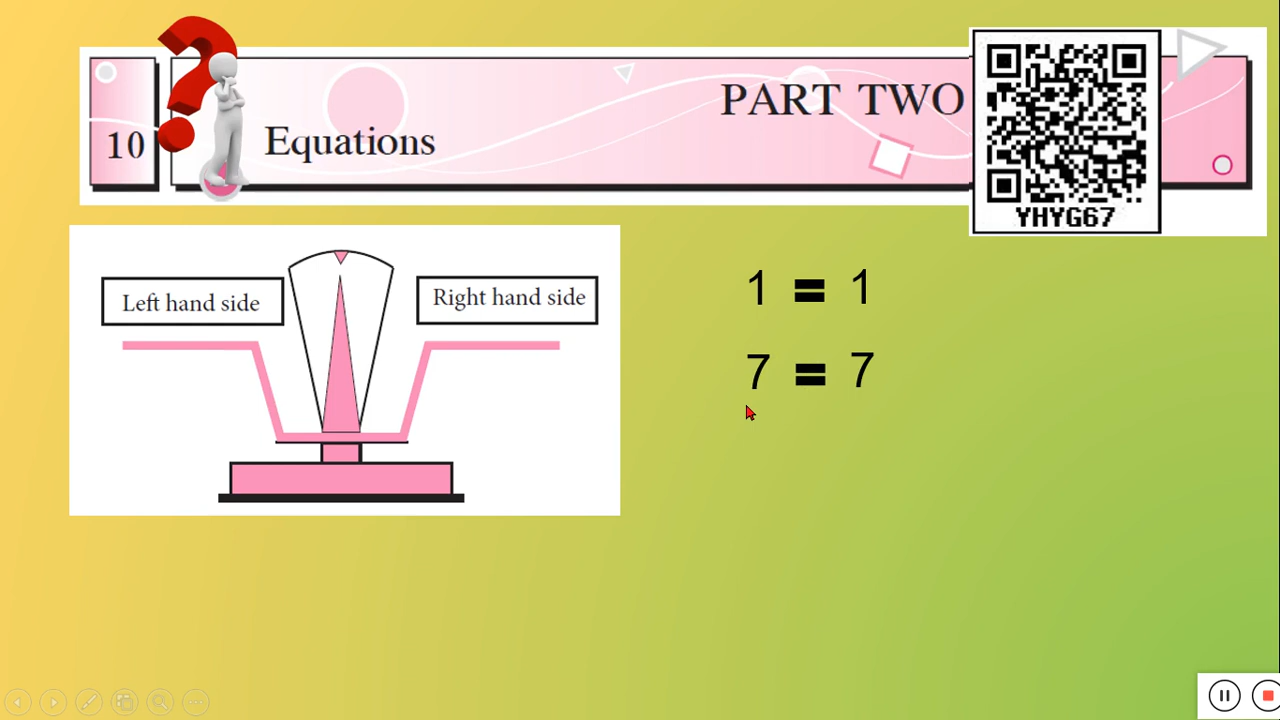 PART TWO
10 Equations
YHYG67
Left hand side
Right hand side
1 = 1
7 = 7